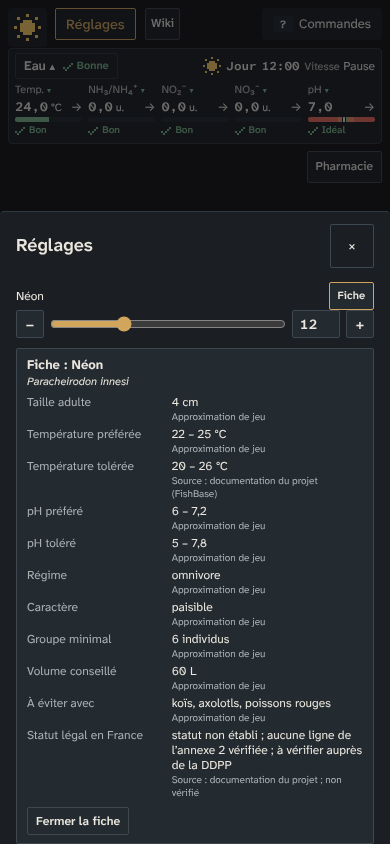 Réglages
Wiki
? Commandes
Eau ▴ Bonne
Jour 12:00 Vitesse Pause
Temp. ▾ NH₃/NH₄⁺ ▾ NO₂⁻ ▾ NO₃⁻ ▾ pH ▾
24,0 °C → 0,0 u. → 0,0 u. → 0,0 u. → 7,0 →
Bon Bon Bon Bon Idéal
Pharmacie
Réglages ×
Néon Fiche
− 12 +
Fiche : Néon
Paracheirodon innesi
Taille adulte 4 cm
Approximation de jeu
Température préférée 22 – 25 °C
Approximation de jeu
Température tolérée 20 – 26 °C
Source : documentation du projet
(FishBase)
pH préféré 6 – 7,2
Approximation de jeu
pH toléré 5 – 7,8
Approximation de jeu
Régime omnivore
Approximation de jeu
Caractère paisible
Approximation de jeu
Groupe minimal 6 individus
Approximation de jeu
Volume conseillé 60 L
Approximation de jeu
À éviter avec koïs, axolotls, poissons rouges
Approximation de jeu
Statut légal en France statut non établi ; aucune ligne de
l'annexe 2 vérifiée ; à vérifier auprès
de la DDPP
Source : documentation du projet ; non
vérifié
Fermer la fiche